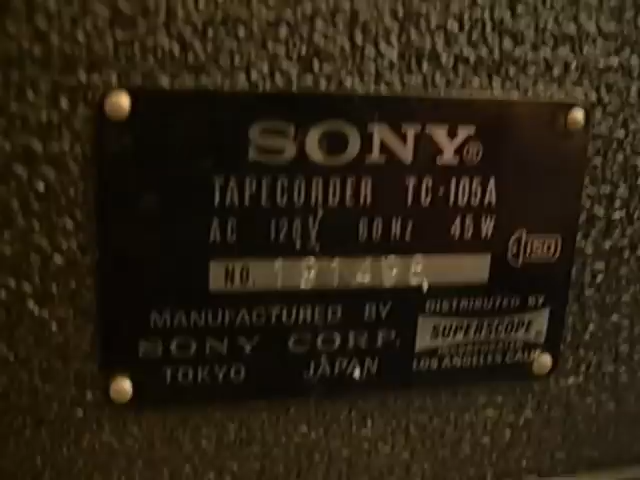 SONY®
TAPECORDER TC-105A
AC 120V 60Hz 45W
NO.
MANUFACTURED BY
SONY CORP.
TOKYO JAPAN
DISTRIBUTED BY
SUPERSCOPE
LOS ANGELES CALIF.